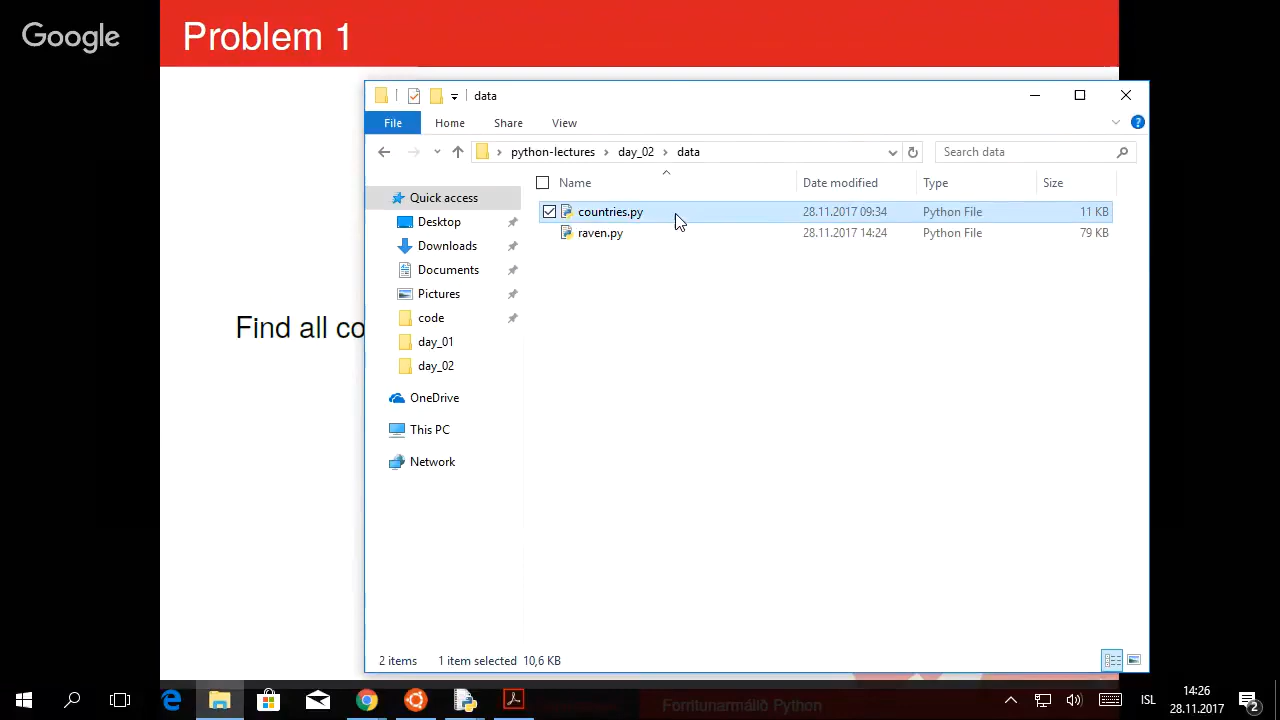 Google
Problem 1
data
File Home Share View
python-lectures day_02 data
Search data
Name Date modified Type Size
Quick access
countries.py 28.11.2017 09:34 Python File 11 KB
Desktop
raven.py 28.11.2017 14:24 Python File 79 KB
Downloads
Documents
Pictures
code
Find all co
day_01
day_02
OneDrive
This PC
Network
2 items 1 item selected 10,6 KB
Forritunarmálið Python
ISL
14:26
28.11.2017
2